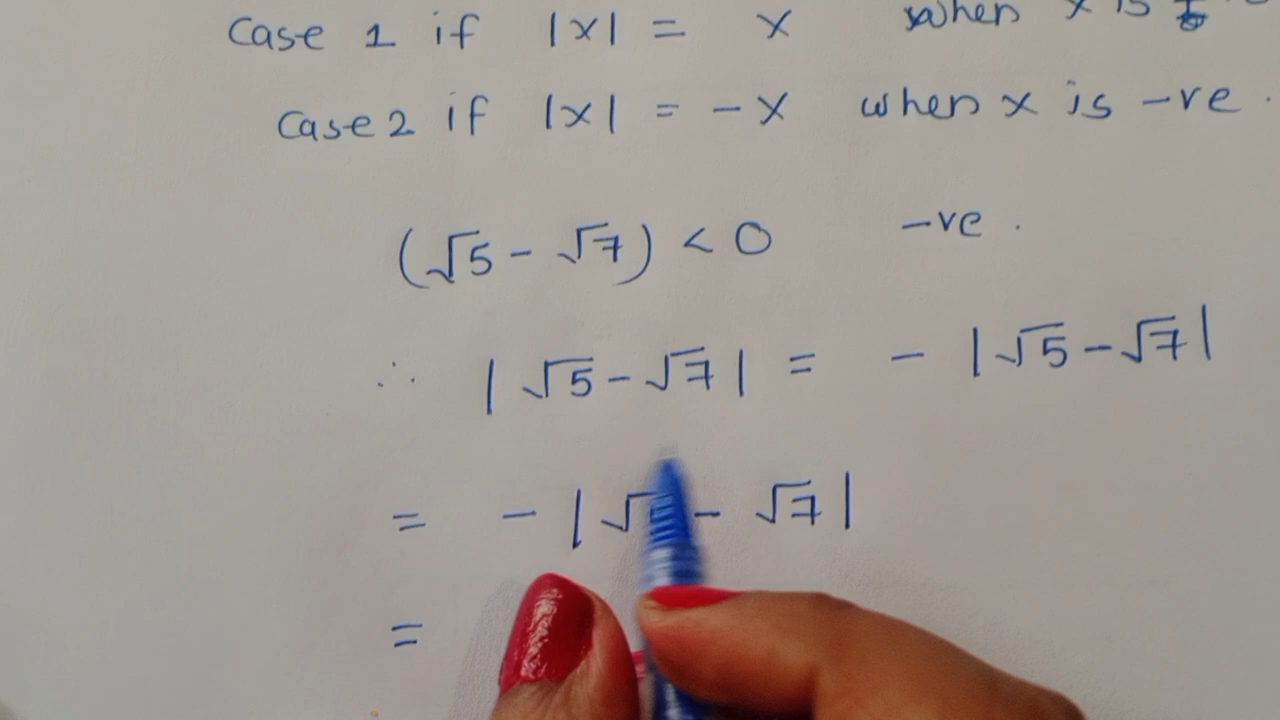 Case 1 if |x| = x when x is
Case 2 if |x| = -x when x is -ve.
(√5 - √7) < 0 -ve.
∴ |√5 - √7| = - |√5 - √7|
= - |√ - √7|
=